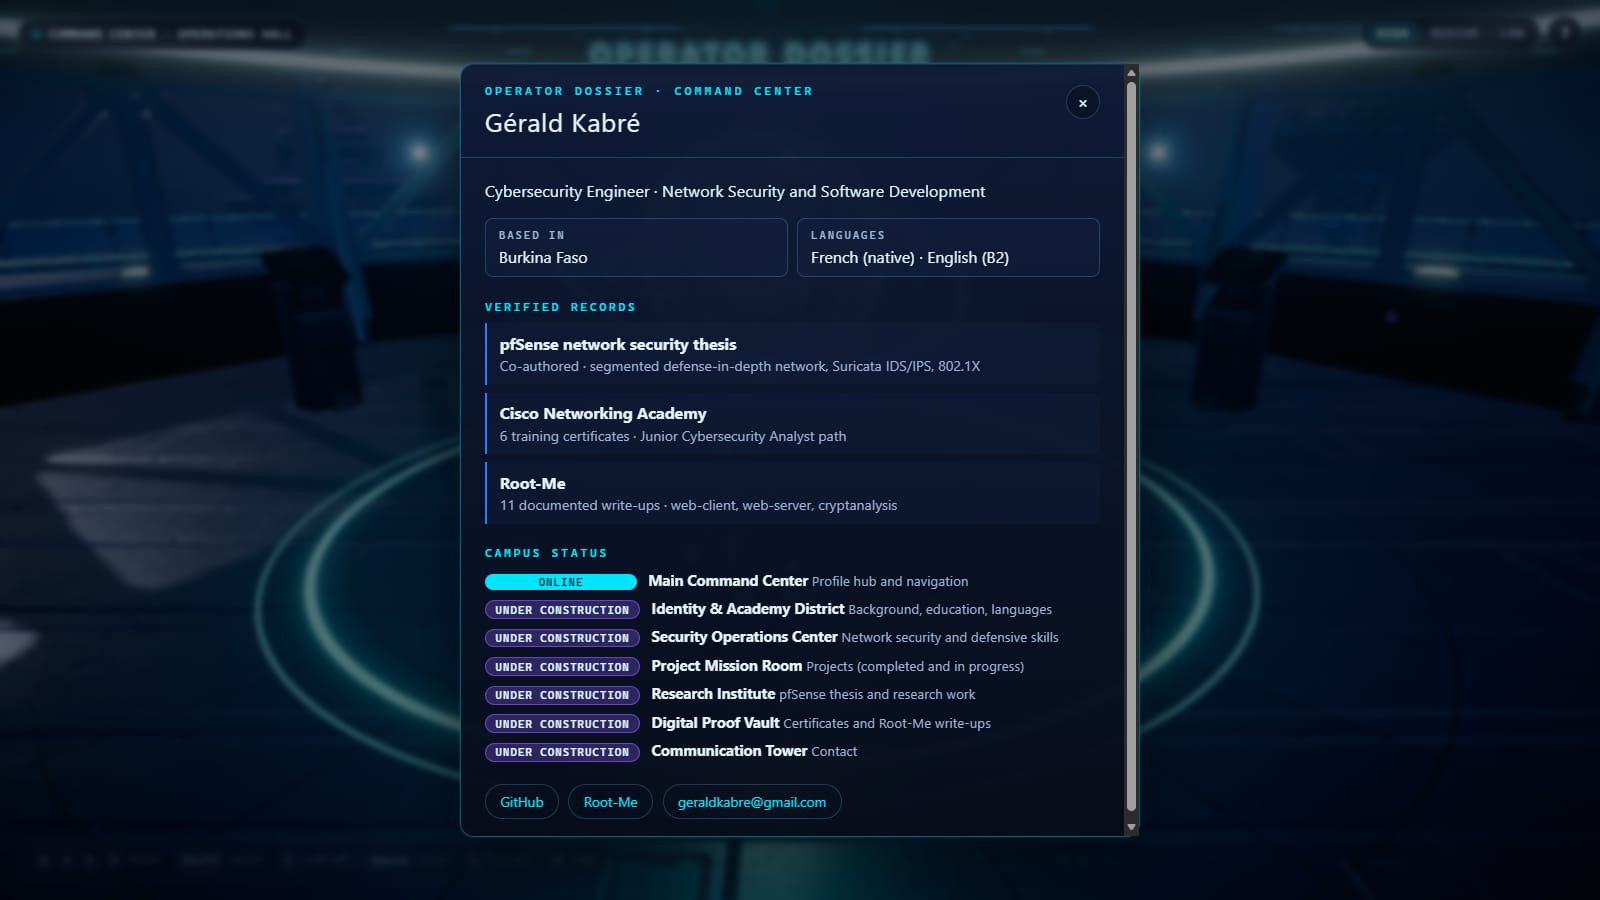 COMMAND CENTER · OPERATIONS HALL
OPERATOR DOSSIER
OPERATOR DOSSIER · COMMAND CENTER
Gérald Kabré
×
Cybersecurity Engineer · Network Security and Software Development
BASED IN
Burkina Faso
LANGUAGES
French (native) · English (B2)
VERIFIED RECORDS
pfSense network security thesis
Co-authored · segmented defense-in-depth network, Suricata IDS/IPS, 802.1X
Cisco Networking Academy
6 training certificates · Junior Cybersecurity Analyst path
Root-Me
11 documented write-ups · web-client, web-server, cryptanalysis
CAMPUS STATUS
ONLINE Main Command Center Profile hub and navigation
UNDER CONSTRUCTION Identity & Academy District Background, education, languages
UNDER CONSTRUCTION Security Operations Center Network security and defensive skills
UNDER CONSTRUCTION Project Mission Room Projects (completed and in progress)
UNDER CONSTRUCTION Research Institute pfSense thesis and research work
UNDER CONSTRUCTION Digital Proof Vault Certificates and Root-Me write-ups
UNDER CONSTRUCTION Communication Tower Contact
GitHub
Root-Me
geraldkabre@gmail.com